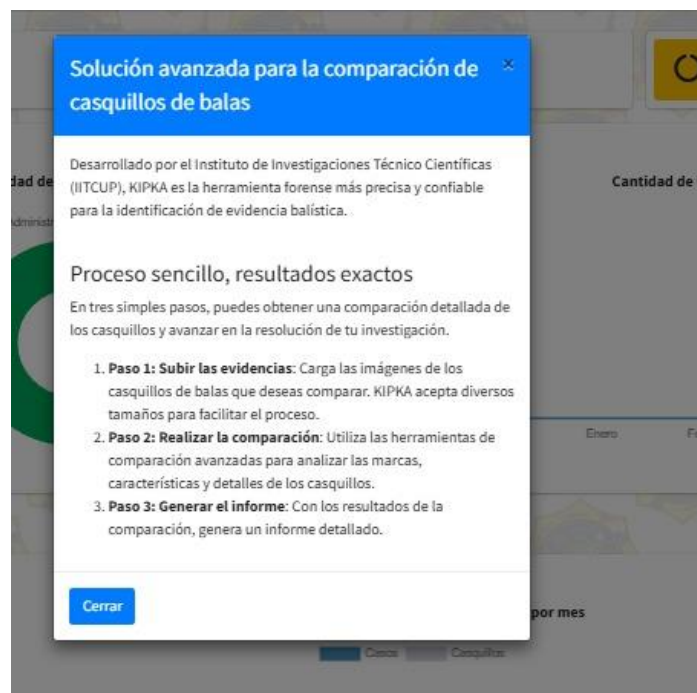 Solución avanzada para la comparación de ×
casquillos de balas
Desarrollado por el Instituto de Investigaciones Técnico Científicas
(IITCUP), KIPKA es la herramienta forense más precisa y confiable
para la identificación de evidencia balística.
dad de
Cantidad de
Administr
Proceso sencillo, resultados exactos
En tres simples pasos, puedes obtener una comparación detallada de
los casquillos y avanzar en la resolución de tu investigación.
1. Paso 1: Subir las evidencias: Carga las imágenes de los
casquillos de balas que deseas comparar. KIPKA acepta diversos
tamaños para facilitar el proceso.
2. Paso 2: Realizar la comparación: Utiliza las herramientas de
comparación avanzadas para analizar las marcas,
características y detalles de los casquillos.
3. Paso 3: Generar el informe: Con los resultados de la
comparación, genera un informe detallado.
Enero
Cerrar
por mes
Casos Casquillos